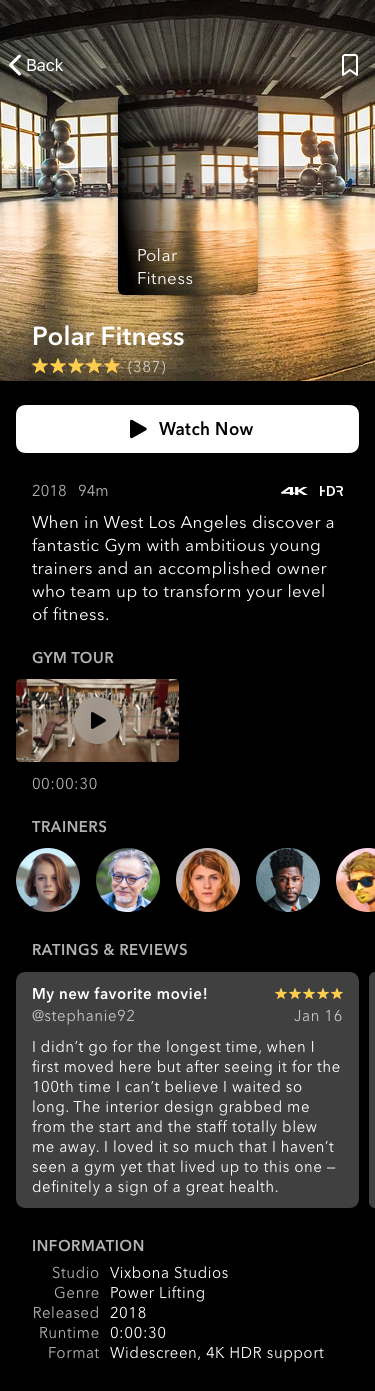 Back
POLAR
Polar
Fitness
Polar Fitness
(387)
Watch Now
2018 94m
4K HDR
When in West Los Angeles discover a
fantastic Gym with ambitious young
trainers and an accomplished owner
who team up to transform your level
of fitness.
GYM TOUR
00:00:30
TRAINERS
RATINGS & REVIEWS
My new favorite movie!
@stephanie92 Jan 16
I didn’t go for the longest time, when I
first moved here but after seeing it for the
100th time I can’t believe I waited so
long. The interior design grabbed me
from the start and the staff totally blew
me away. I loved it so much that I haven’t
seen a gym yet that lived up to this one –
definitely a sign of a great health.
INFORMATION
Studio Vixbona Studios
Genre Power Lifting
Released 2018
Runtime 0:00:30
Format Widescreen, 4K HDR support